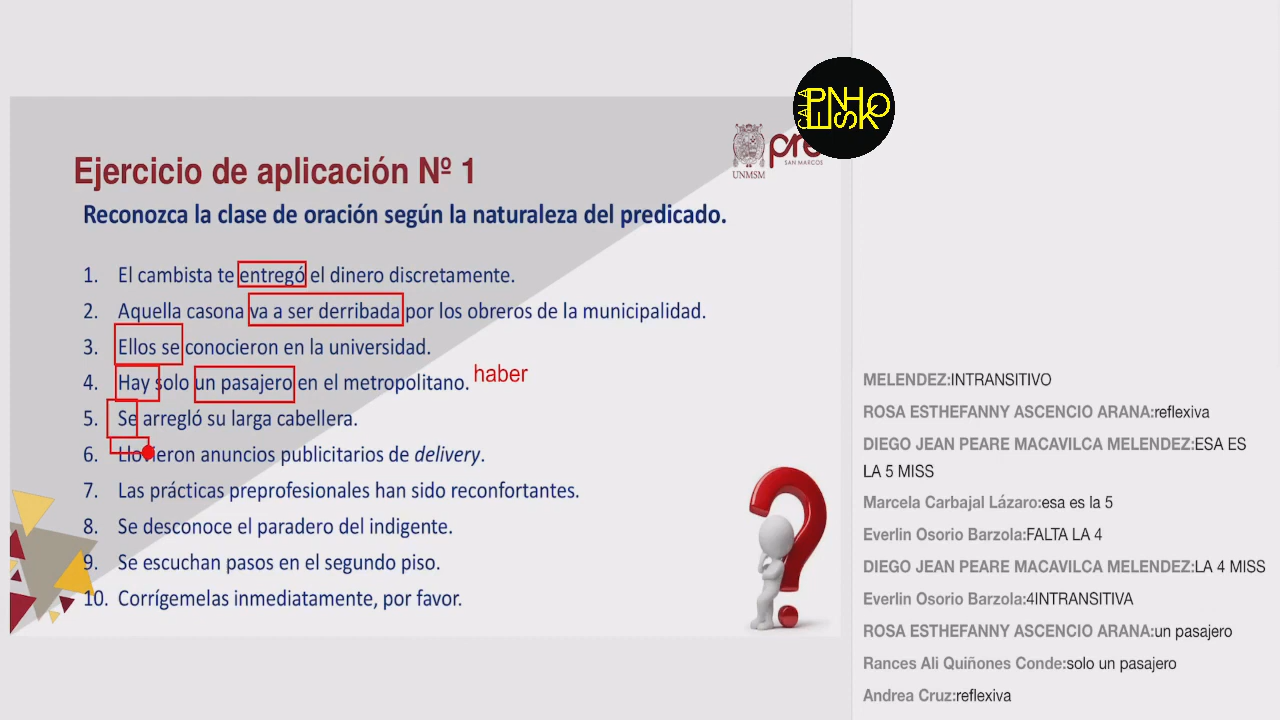 CALA
PNHO
ESK
pre
SAN MARCOS
UNMSM
Ejercicio de aplicación Nº 1
Reconozca la clase de oración según la naturaleza del predicado.
1. El cambista te entregó el dinero discretamente.
2. Aquella casona va a ser derribada por los obreros de la municipalidad.
3. Ellos se conocieron en la universidad.
4. Hay solo un pasajero en el metropolitano. haber
5. Se arregló su larga cabellera.
6. Llovieron anuncios publicitarios de delivery.
7. Las prácticas preprofesionales han sido reconfortantes.
8. Se desconoce el paradero del indigente.
9. Se escuchan pasos en el segundo piso.
10. Corrígemelas inmediatamente, por favor.
MELENDEZ:INTRANSITIVO
ROSA ESTHEFANNY ASCENCIO ARANA:reflexiva
DIEGO JEAN PEARE MACAVILCA MELENDEZ:ESA ES
LA 5 MISS
Marcela Carbajal Lázaro:esa es la 5
Everlin Osorio Barzola:FALTA LA 4
DIEGO JEAN PEARE MACAVILCA MELENDEZ:LA 4 MISS
Everlin Osorio Barzola:4INTRANSITIVA
ROSA ESTHEFANNY ASCENCIO ARANA:un pasajero
Rances Ali Quiñones Conde:solo un pasajero
Andrea Cruz:reflexiva